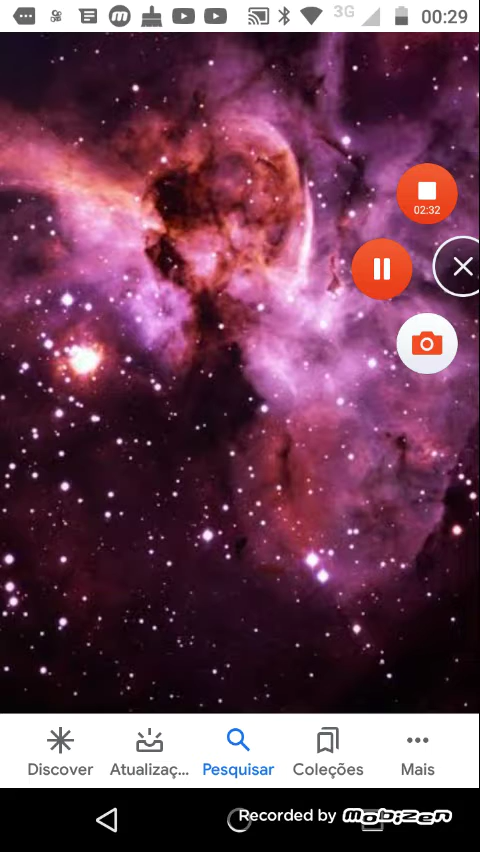 3G 00:29
02:32
Discover Atualizaç... Pesquisar Coleções Mais
Recorded by Mobizen